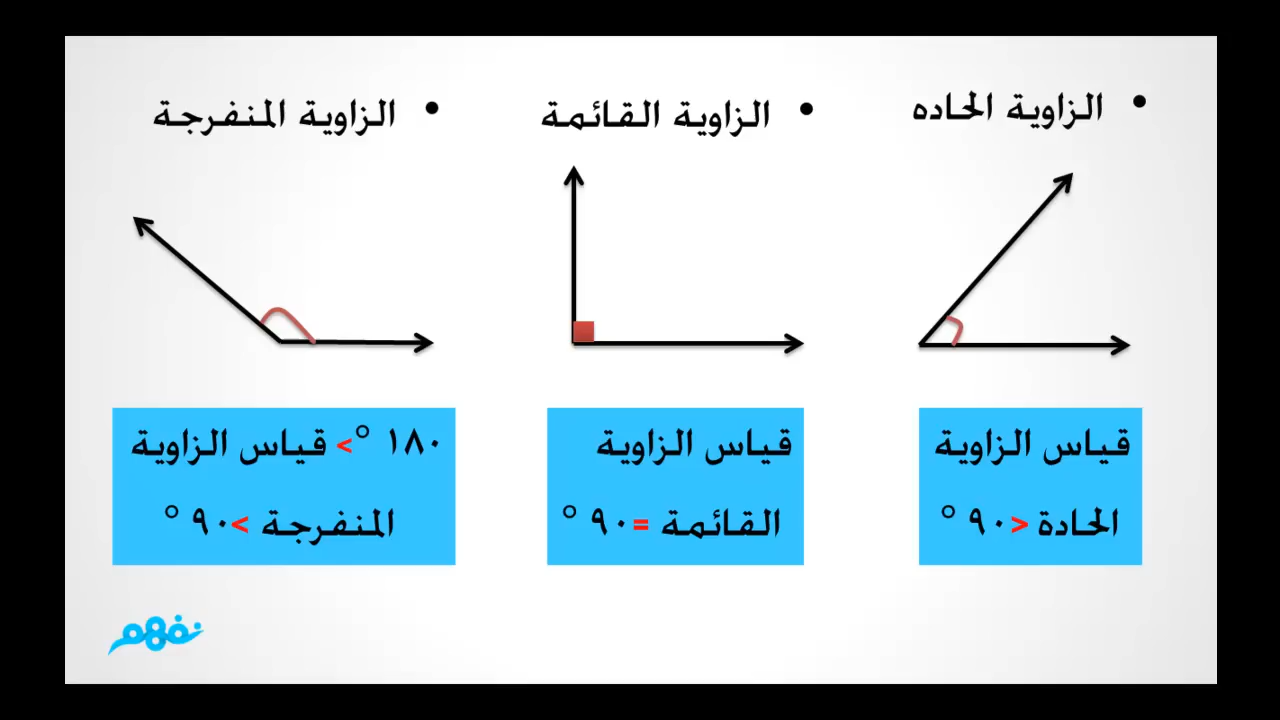 • الزاوية الحاده
• الزاوية القائمة
• الزاوية المنفرجة
قياس الزاوية
الحادة > ٩٠ °
قياس الزاوية
القائمة = ٩٠ °
١٨٠ ° < قياس الزاوية
المنفرجة < ٩٠ °
نفهم